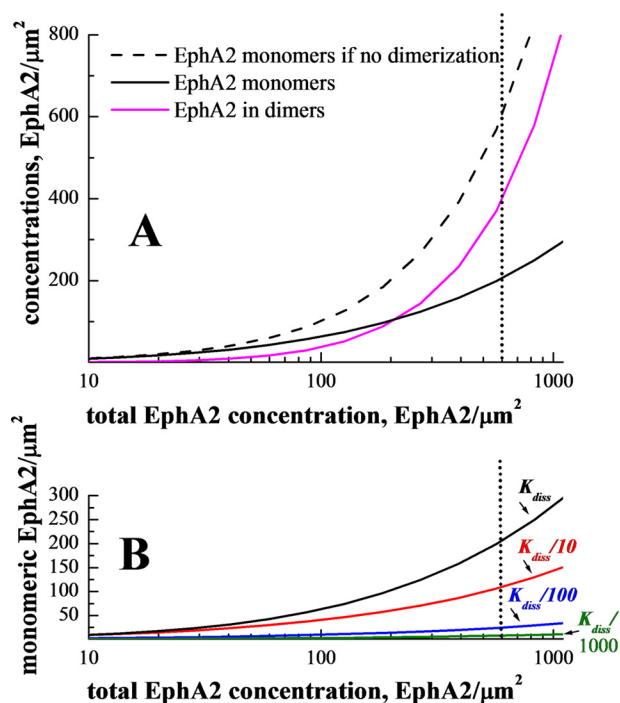 800
600
400
200
EphA2 monomers if no dimerization
EphA2 monomers
EphA2 in dimers
A
concentrations, EphA2/μm²
10 100 1000
total EphA2 concentration, EphA2/μm²
300
250
200
150
100
50
B
monomeric EphA2/μm²
K_diss
K_diss/10
K_diss/100
K_diss/
1000
10 100 1000
total EphA2 concentration, EphA2/μm²